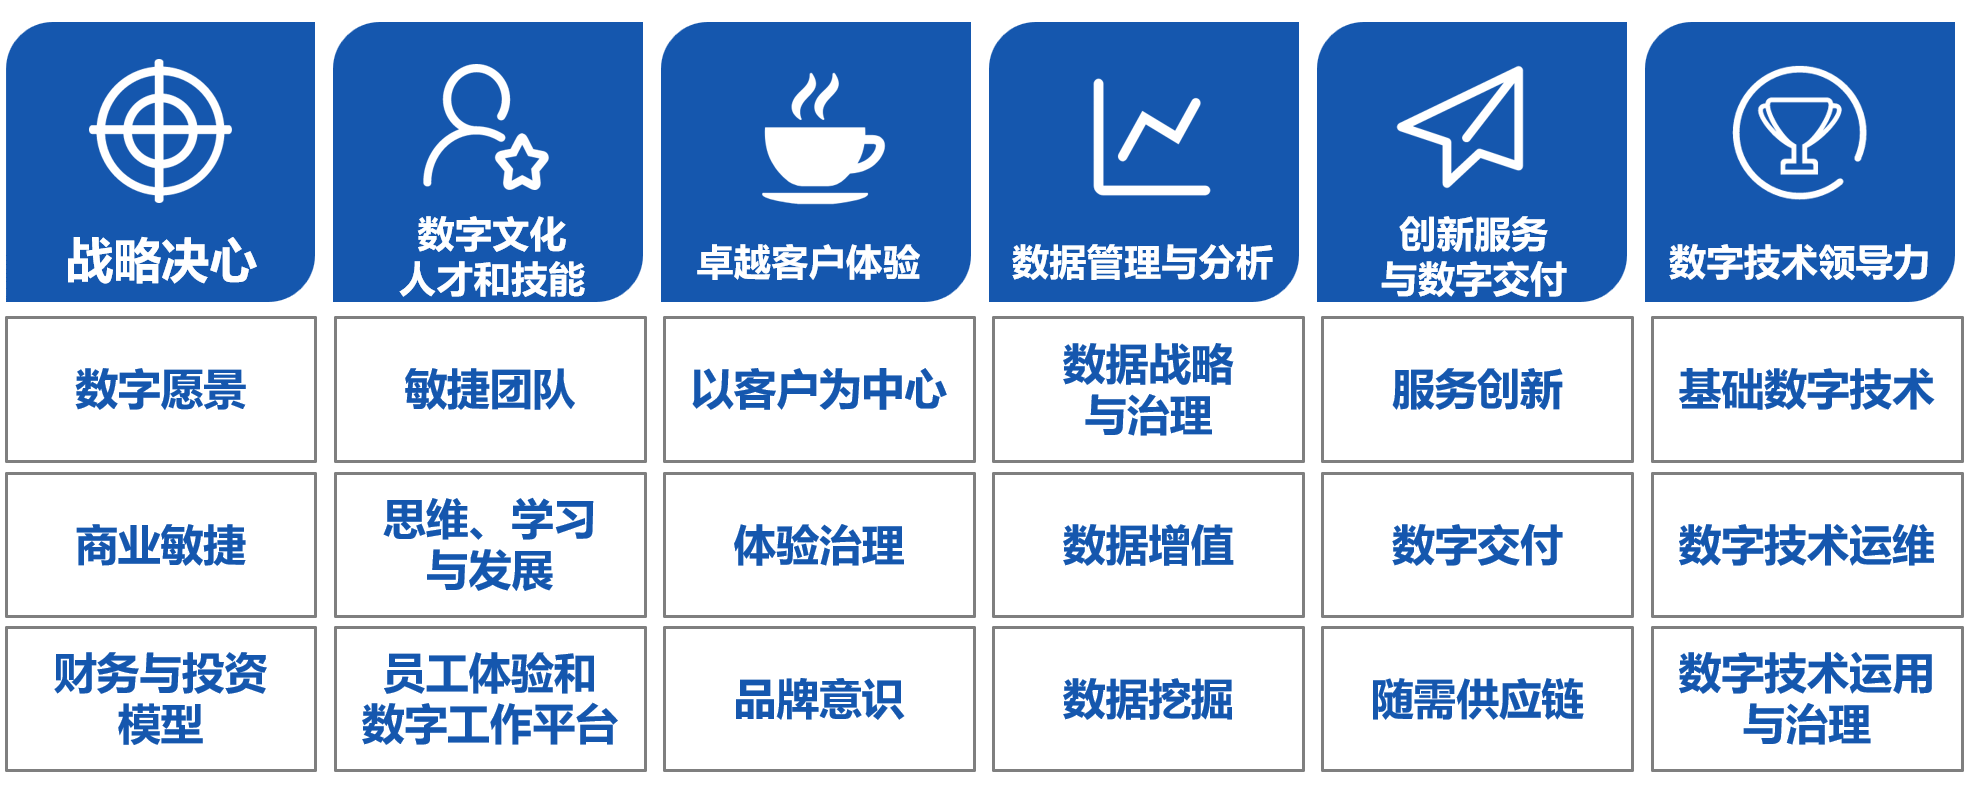 战略决心
数字文化
人才和技能
卓越客户体验
数据管理与分析
创新服务
与数字交付
数字技术领导力
数字愿景
敏捷团队
以客户为中心
数据战略
与治理
服务创新
基础数字技术
商业敏捷
思维、学习
与发展
体验治理
数据增值
数字交付
数字技术运维
财务与投资
模型
员工体验和
数字工作平台
品牌意识
数据挖掘
随需供应链
数字技术运用
与治理